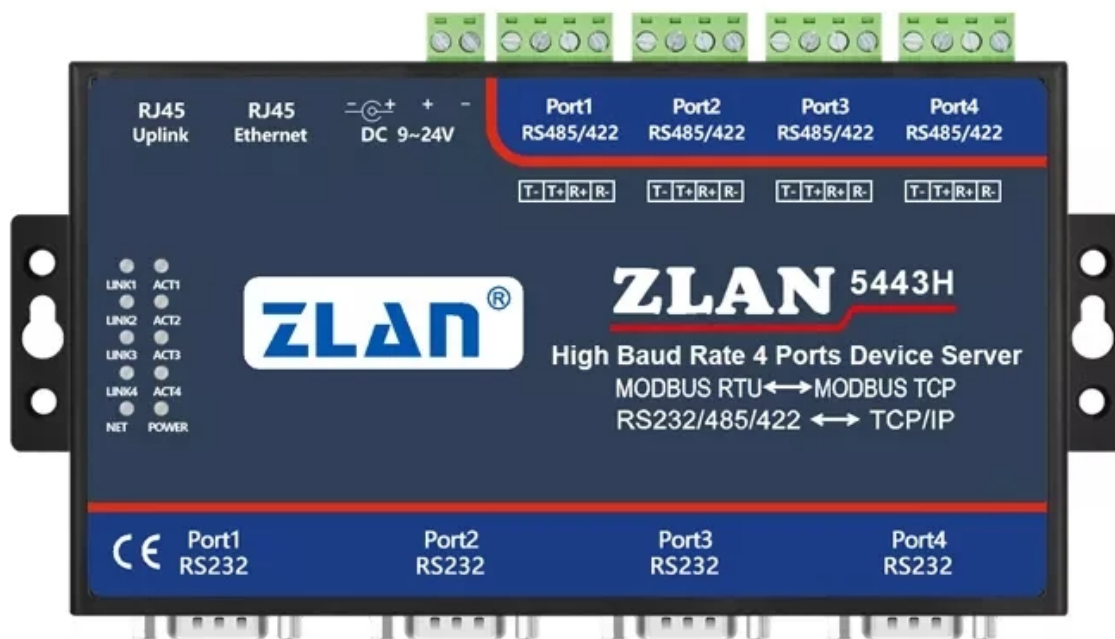 RJ45 Uplink
RJ45 Ethernet
- + + -
DC 9~24V
Port1 RS485/422
Port2 RS485/422
Port3 RS485/422
Port4 RS485/422
T- T+ R+ R-
T- T+ R+ R-
T- T+ R+ R-
T- T+ R+ R-
LINK1 ACT1
LINK2 ACT2
LINK3 ACT3
LINK4 ACT4
NET POWER
ZLAN®
ZLAN 5443H
High Baud Rate 4 Ports Device Server
MODBUS RTU↔MODBUS TCP
RS232/485/422 ↔ TCP/IP
CE
Port1 RS232
Port2 RS232
Port3 RS232
Port4 RS232